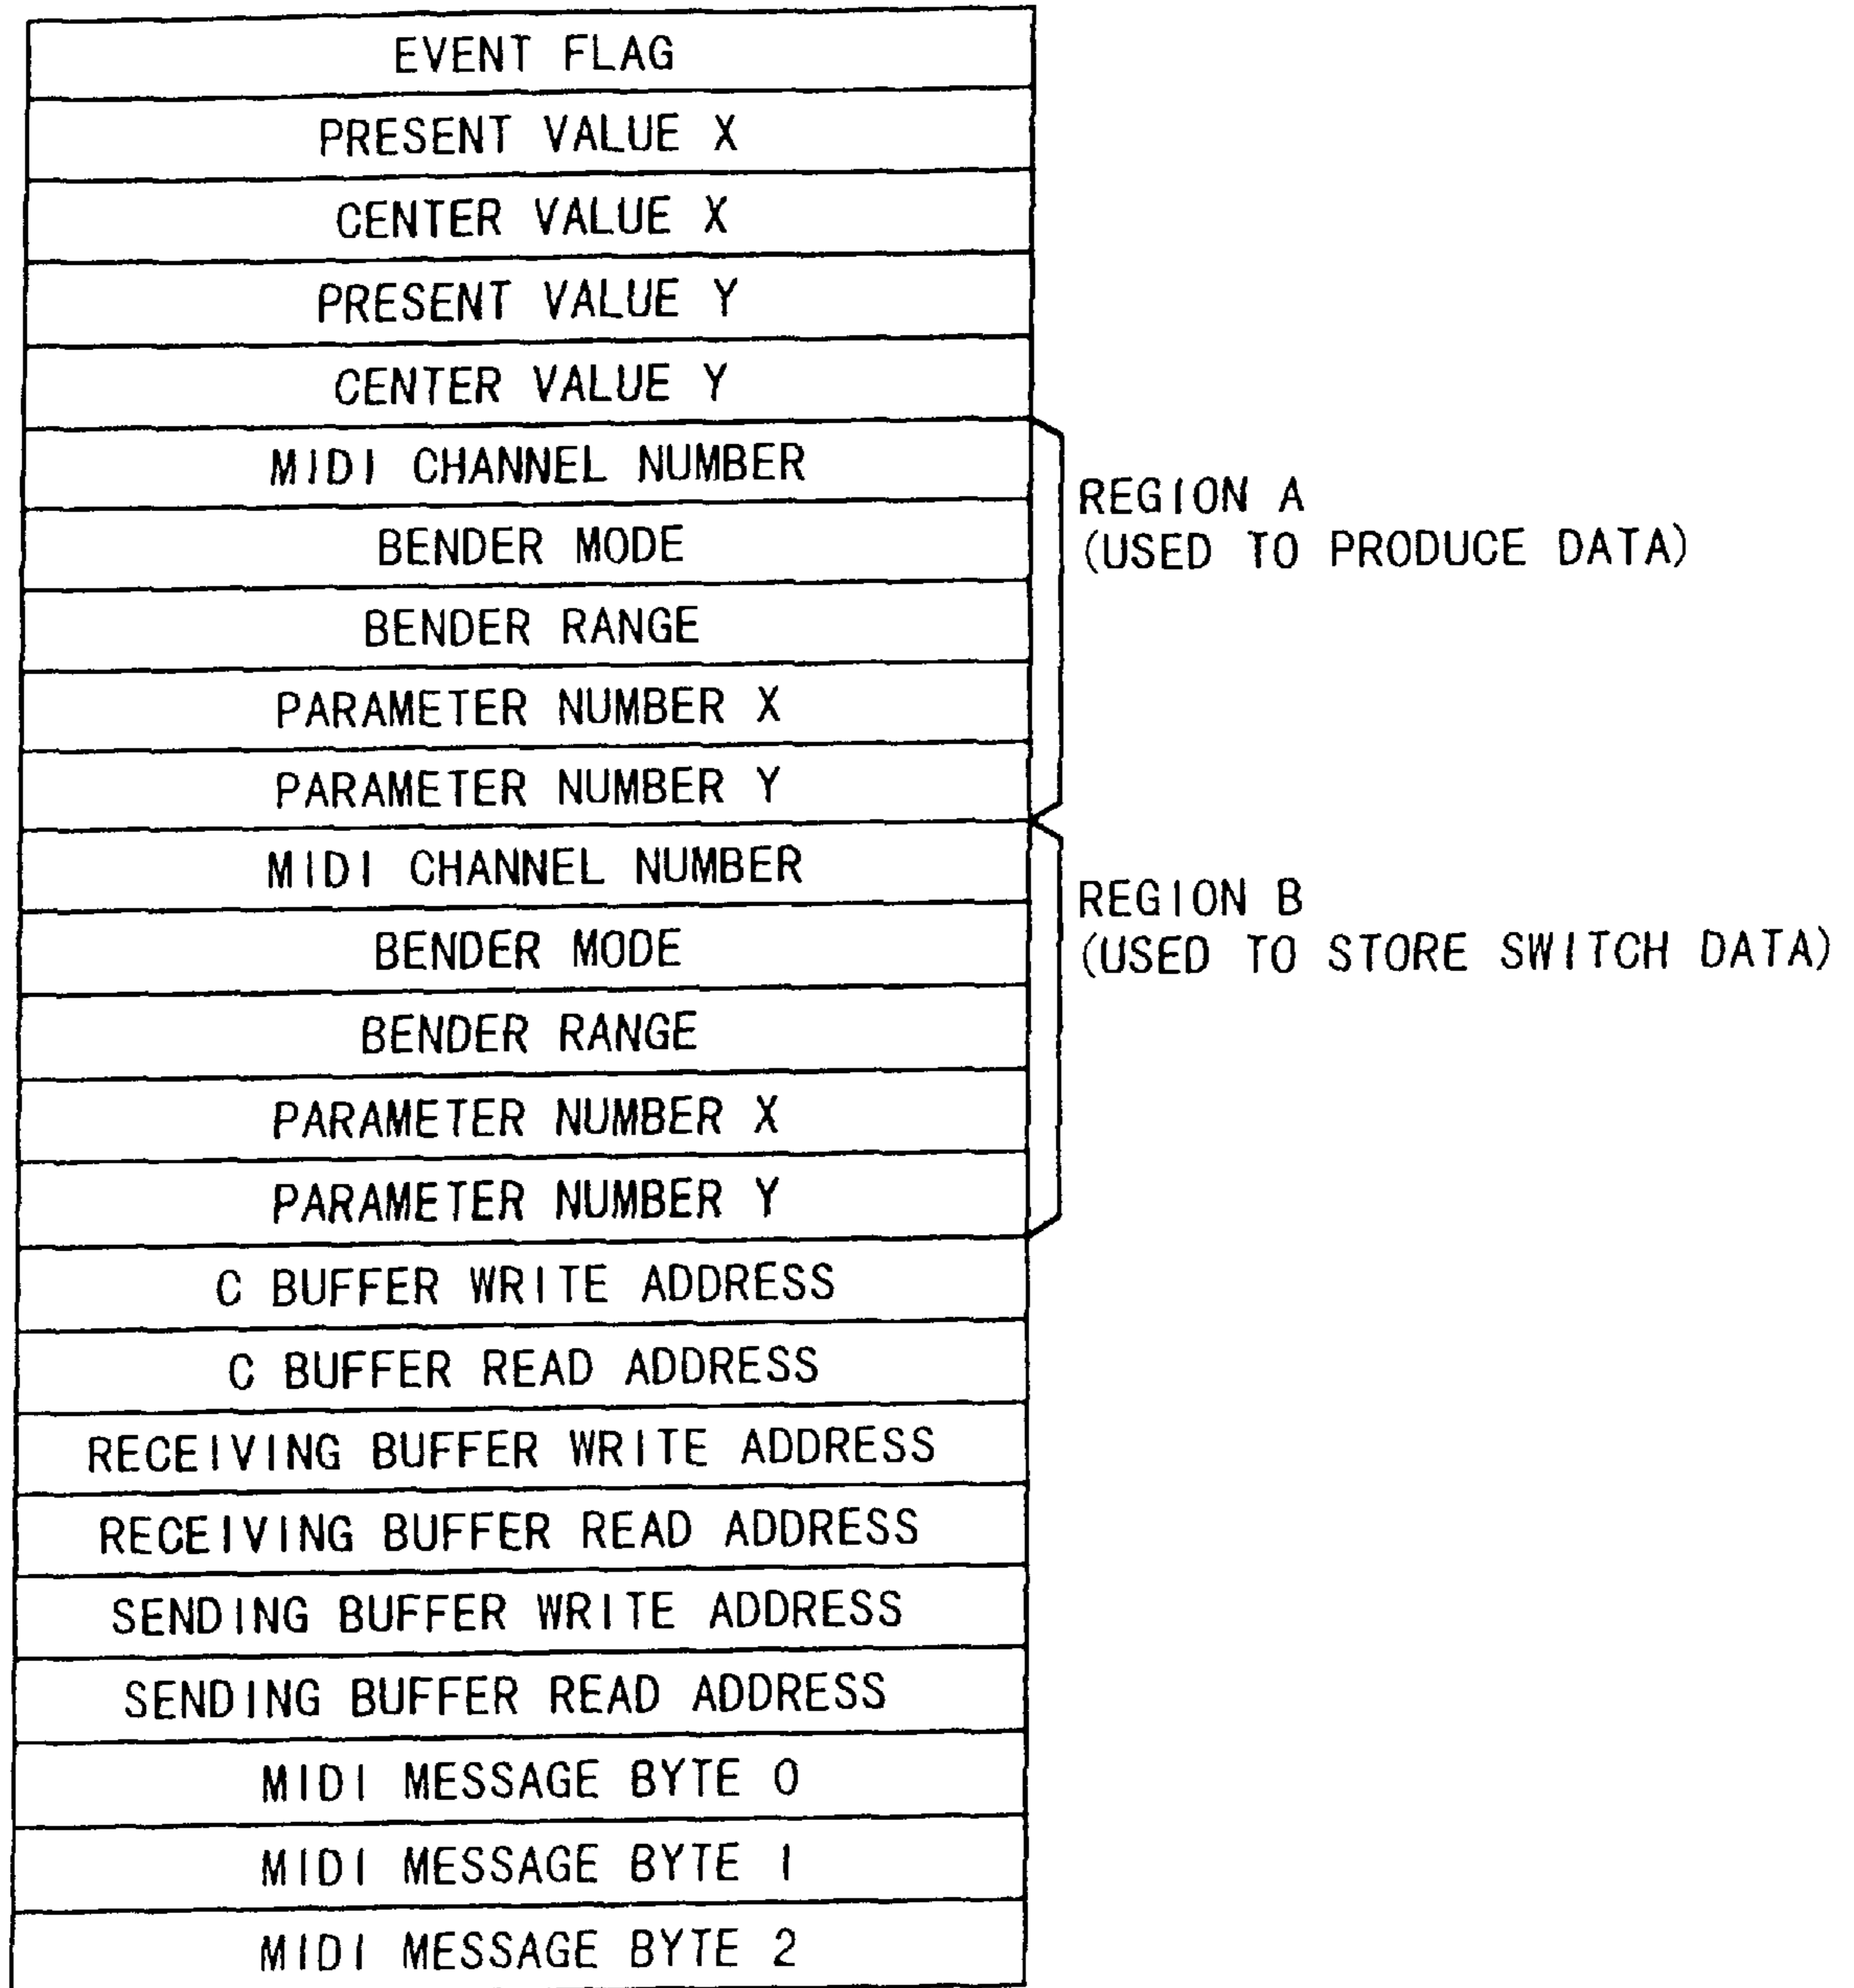 EVENT FLAG
PRESENT VALUE X
CENTER VALUE X
PRESENT VALUE Y
CENTER VALUE Y
MIDI CHANNEL NUMBER
BENDER MODE
BENDER RANGE
PARAMETER NUMBER X
PARAMETER NUMBER Y
REGION A
(USED TO PRODUCE DATA)
MIDI CHANNEL NUMBER
BENDER MODE
BENDER RANGE
PARAMETER NUMBER X
PARAMETER NUMBER Y
REGION B
(USED TO STORE SWITCH DATA)
C BUFFER WRITE ADDRESS
C BUFFER READ ADDRESS
RECEIVING BUFFER WRITE ADDRESS
RECEIVING BUFFER READ ADDRESS
SENDING BUFFER WRITE ADDRESS
SENDING BUFFER READ ADDRESS
MIDI MESSAGE BYTE 0
MIDI MESSAGE BYTE 1
MIDI MESSAGE BYTE 2